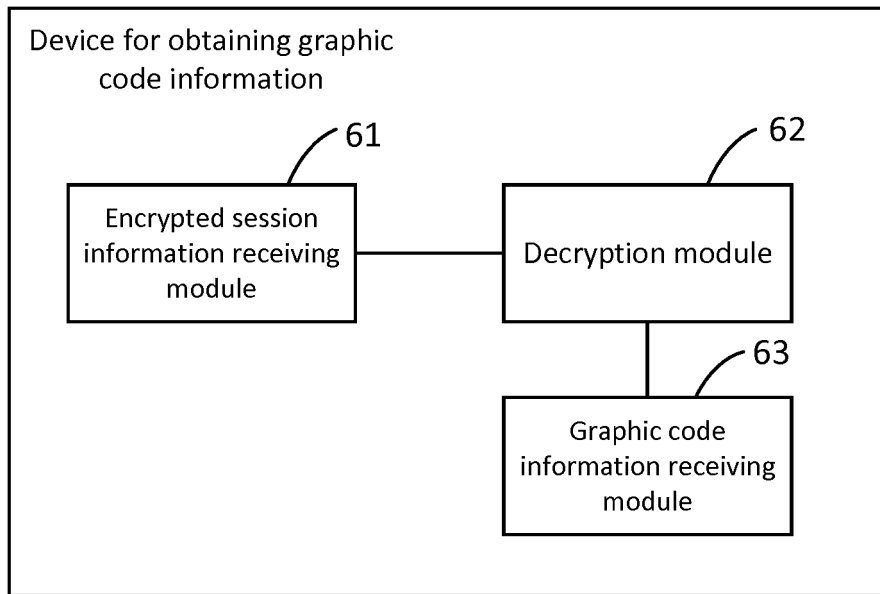 Device for obtaining graphic
code information
61
62
Encrypted session
information receiving
module
Decryption module
63
Graphic code
information receiving
module